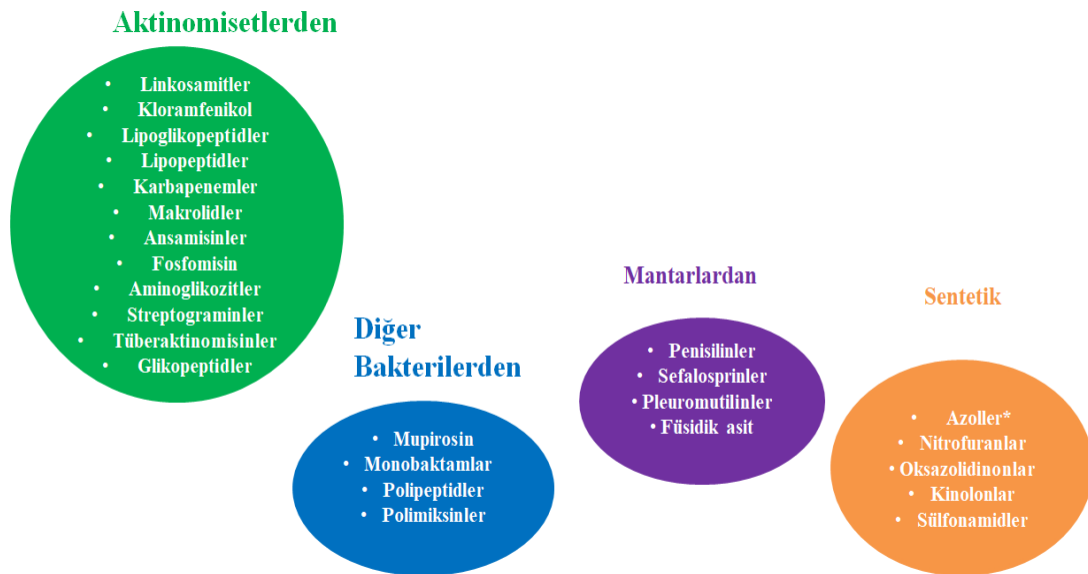 Aktinomisetlerden
• Linkosamitler
• Kloramfenikol
• Lipoglikopeptidler
• Lipopeptidler
• Karbapenemler
• Makrolidler
• Ansamisinler
• Fosfomisin
• Aminoglikozitler
• Streptograminler
• Tüberaktinomisinler
• Glikopeptidler
Diğer
Bakterilerden
• Mupirosin
• Monobaktamlar
• Polipeptidler
• Polimiksinler
Mantarlardan
• Penisilinler
• Sefalosprinler
• Pleuromutilinler
• Füsidik asit
Sentetik
• Azoller*
• Nitrofuranlar
• Oksazolidinonlar
• Kinolonlar
• Sülfonamidler